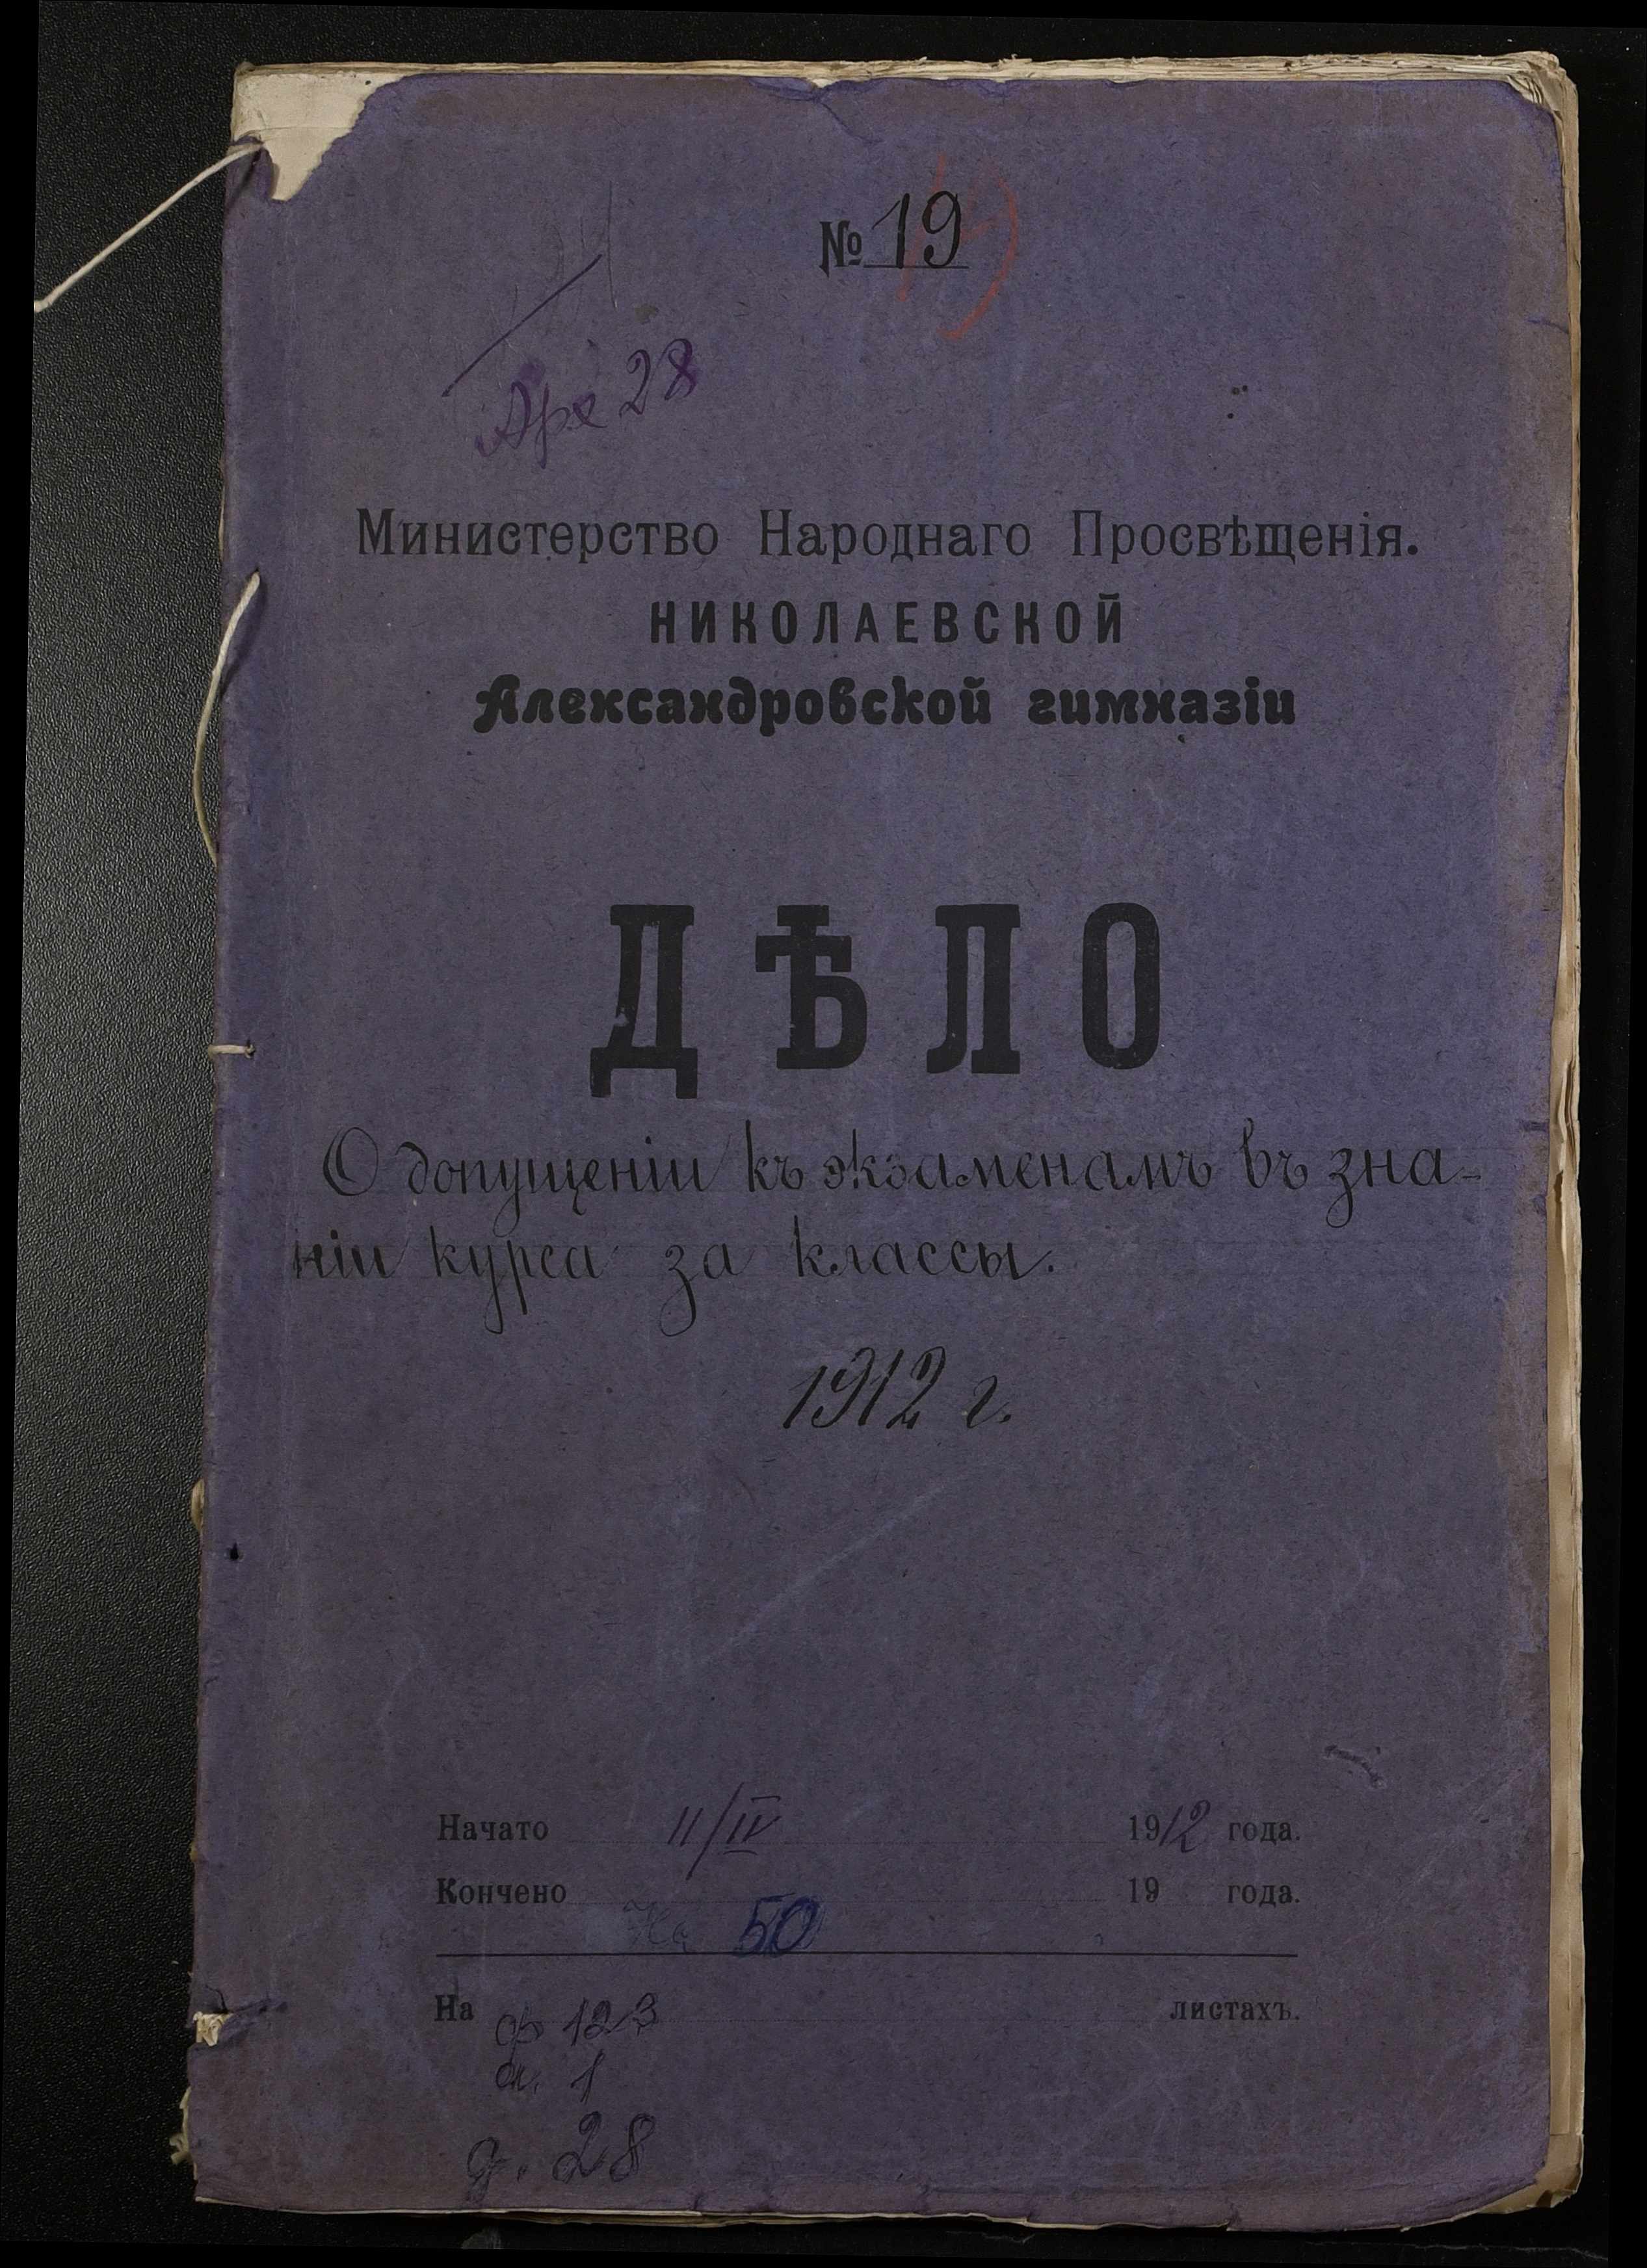 № 19
Арх 28
Министерство Народнаго Просвѣщенія.
НИКОЛАЕВСКОЙ
Александровской гимназіи
ДѢЛО
О допущеніи къ экзаменамъ въ зна-
ніи курса за классы.
1912 г.
Начато 11/IV 1912 года.
Кончено 19 года.
На 50
На листахъ.
ф 123
оп. 1
д. 28